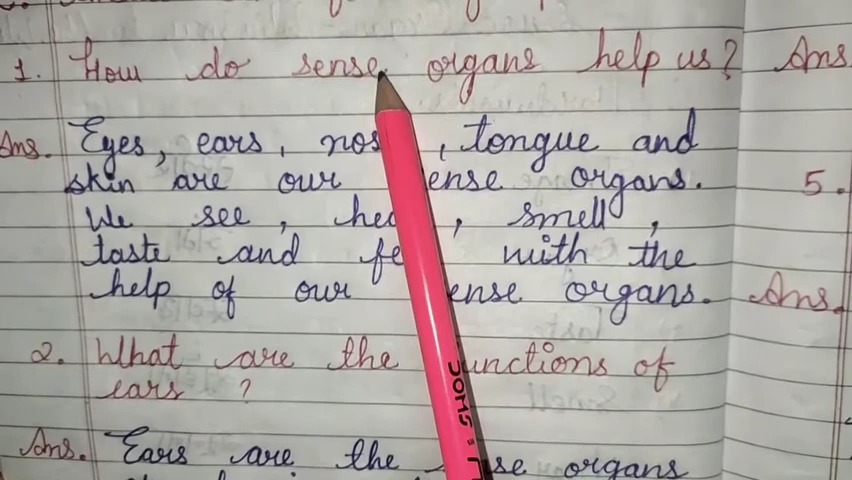 1. How do sense organs help us? Ans
Ans. Eyes, ears, nos , tongue and
skin are our ense organs. 5.
We see, hea , smell,
taste and fe with the
help of our ense organs. Ans.
2. What are the unctions of
ears ?
Ans. Ears are the se organs